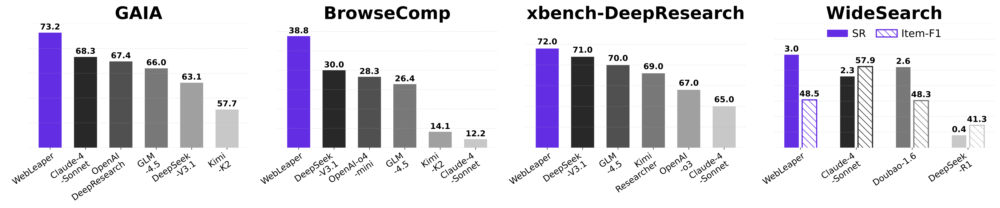 GAIA
73.2
68.3
67.4
66.0
63.1
57.7
WebLeaper
Claude-4
-Sonnet
OpenAI
DeepResearch
GLM
-4.5
DeepSeek
-V3.1
Kimi
-K2
BrowseComp
38.8
30.0
28.3
26.4
14.1
12.2
WebLeaper
DeepSeek
-V3.1
OpenAI-o4
-mini
GLM
-4.5
Kimi
-K2
Claude-4
-Sonnet
xbench-DeepResearch
72.0
71.0
70.0
69.0
67.0
65.0
WebLeaper
DeepSeek
-V3.1
GLM
-4.5
Kimi
Researcher
OpenAI
-o3
Claude-4
-Sonnet
WideSearch
SR
Item-F1
3.0
48.5
2.3
57.9
2.6
48.3
0.4
41.3
WebLeaper
Claude-4
-Sonnet
Doubao-1.6
DeepSeek
-R1